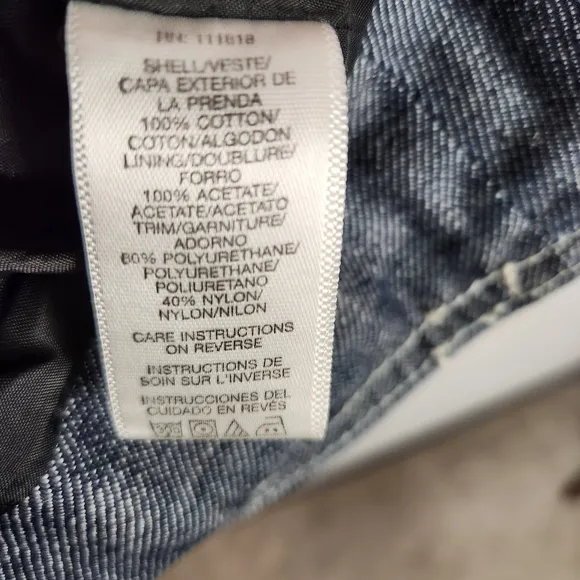 RN: 111818
SHELL/VESTE/
CAPA EXTERIOR DE
LA PRENDA
100% COTTON/
COTON/ALGODON
LINING/DOUBLURE/
FORRO
100% ACETATE/
ACETATE/ACETATO
TRIM/GARNITURE/
ADORNO
60% POLYURETHANE/
POLYURETHANE/
POLIURETANO
40% NYLON/
NYLON/NILON
CARE INSTRUCTIONS
ON REVERSE
INSTRUCTIONS DE
SOIN SUR L'INVERSE
INSTRUCCIONES DEL
CUIDADO EN REVÉS